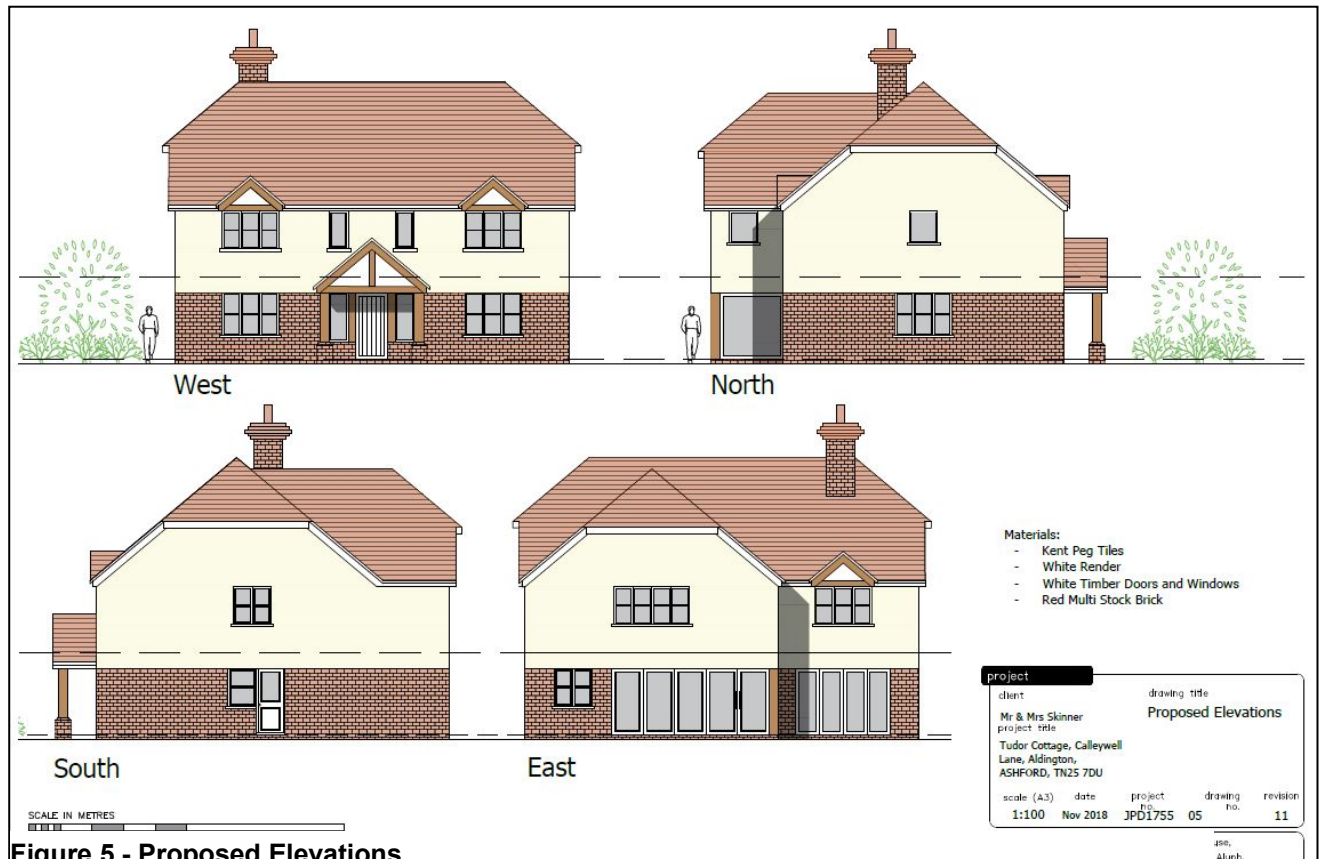 West
North
South
East
Materials:
- Kent Peg Tiles
- White Render
- White Timber Doors and Windows
- Red Multi Stock Brick
project
client
drawing title
Mr & Mrs Skinner
Proposed Elevations
project title
Tudor Cottage, Calleywell
Lane, Aldington,
ASHFORD, TN25 7DU
scale (A3) date project no. drawing no. revision
1:100 Nov 2018 JPD1755 05 11
SCALE IN METRES
Figure 5 - Proposed Elevations